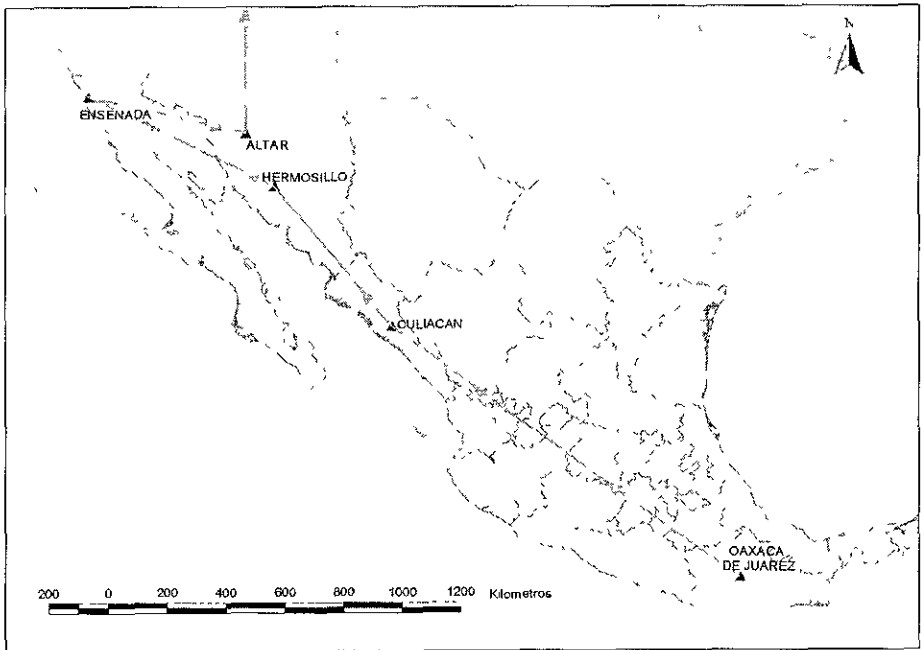 N
ENSENADA
ALTAR
HERMOSILLO
CULIACAN
OAXACA
DE JUAREZ
200 0 200 400 600 800 1000 1200 Kilometros